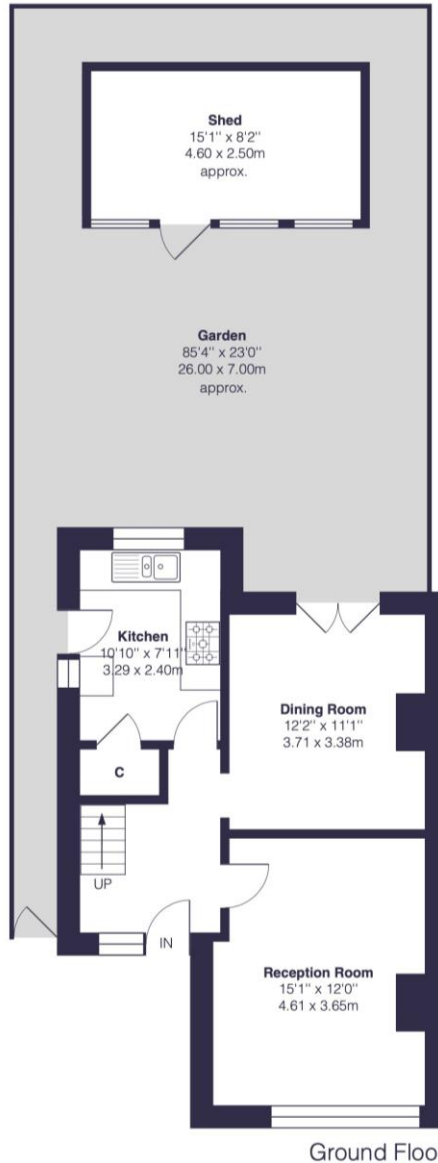 Shed
15'1" x 8'2"
4.60 x 2.50m
approx.
Garden
85'4" x 23'0"
26.00 x 7.00m
approx.
Kitchen
10'10" x 7'11"
3.29 x 2.40m
Dining Room
12'2" x 11'1"
3.71 x 3.38m
C
UP
IN
Reception Room
15'1" x 12'0"
4.61 x 3.65m
Ground Floo